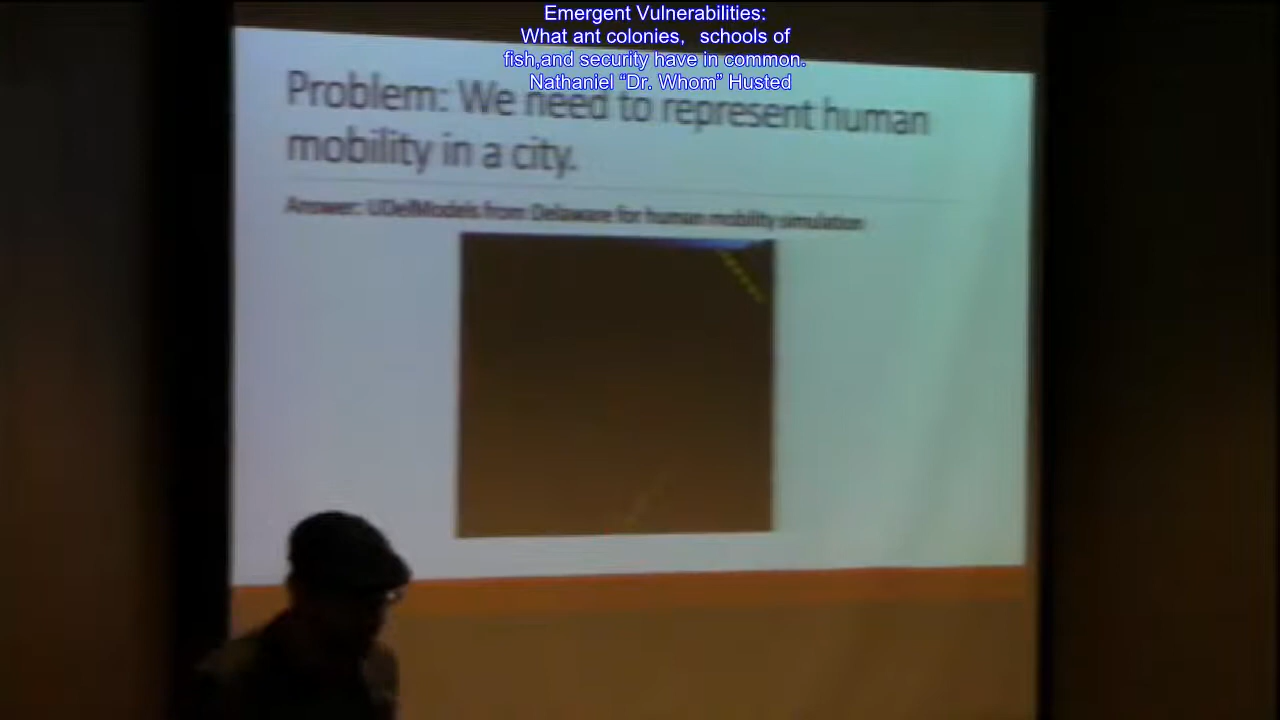 Emergent Vulnerabilities:
What ant colonies, schools of
fish,and security have in common.
Nathaniel “Dr. Whom” Husted
Problem: We need to represent human
mobility in a city.
Answer: UDelModels from Delaware for human mobility simulation